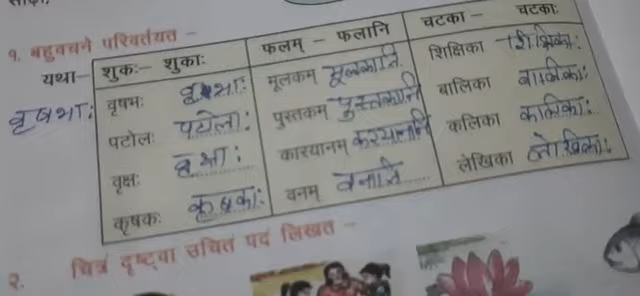 १. बहुवचने परिवर्तयत –
यथा– शुकः – शुकाः फलम् – फलानि चटका – चटकाः
वृषभाः वृषभः वृषभाः मूलकम् मूलकानि शिक्षिका शिक्षिकाः
पटोलः पटोलाः पुस्तकम् पुस्तकानि बालिका बालिकाः
वृक्षः कारयानम् कारयानानि कलिका कालिकाः
कृषकः कृषकाः वनम् वनानि लेखिका लेखिकाः
२. चित्रं दृष्ट्वा उचितं पदं लिखत –